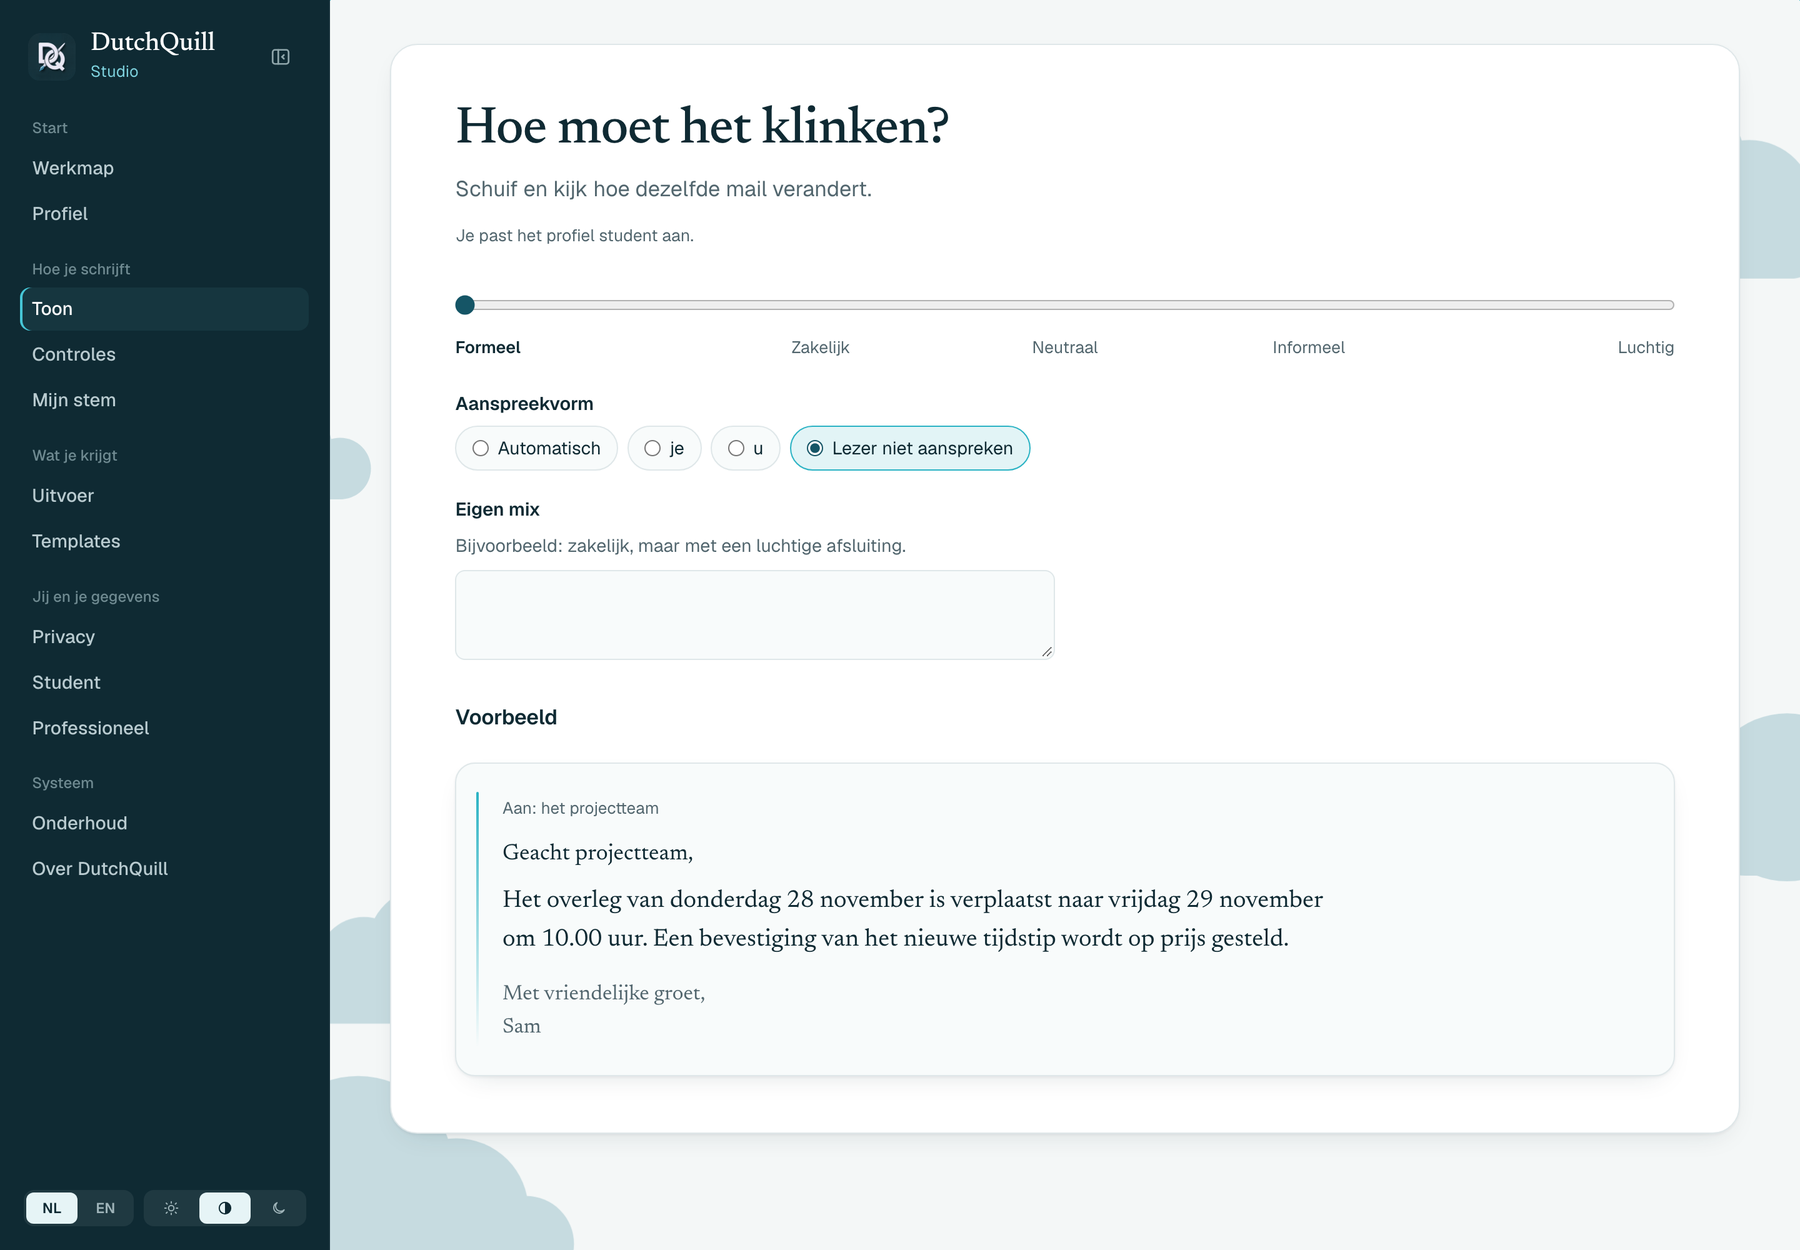 DutchQuill
Studio
Start
Werkmap
Profiel
Hoe je schrijft
Toon
Controles
Mijn stem
Wat je krijgt
Uitvoer
Templates
Jij en je gegevens
Privacy
Student
Professioneel
Systeem
Onderhoud
Over DutchQuill
NL EN
Hoe moet het klinken?
Schuif en kijk hoe dezelfde mail verandert.
Je past het profiel student aan.
Formeel Zakelijk Neutraal Informeel Luchtig
Aanspreekvorm
Automatisch je u Lezer niet aanspreken
Eigen mix
Bijvoorbeeld: zakelijk, maar met een luchtige afsluiting.
Voorbeeld
Aan: het projectteam
Geacht projectteam,
Het overleg van donderdag 28 november is verplaatst naar vrijdag 29 november
om 10.00 uur. Een bevestiging van het nieuwe tijdstip wordt op prijs gesteld.
Met vriendelijke groet,
Sam